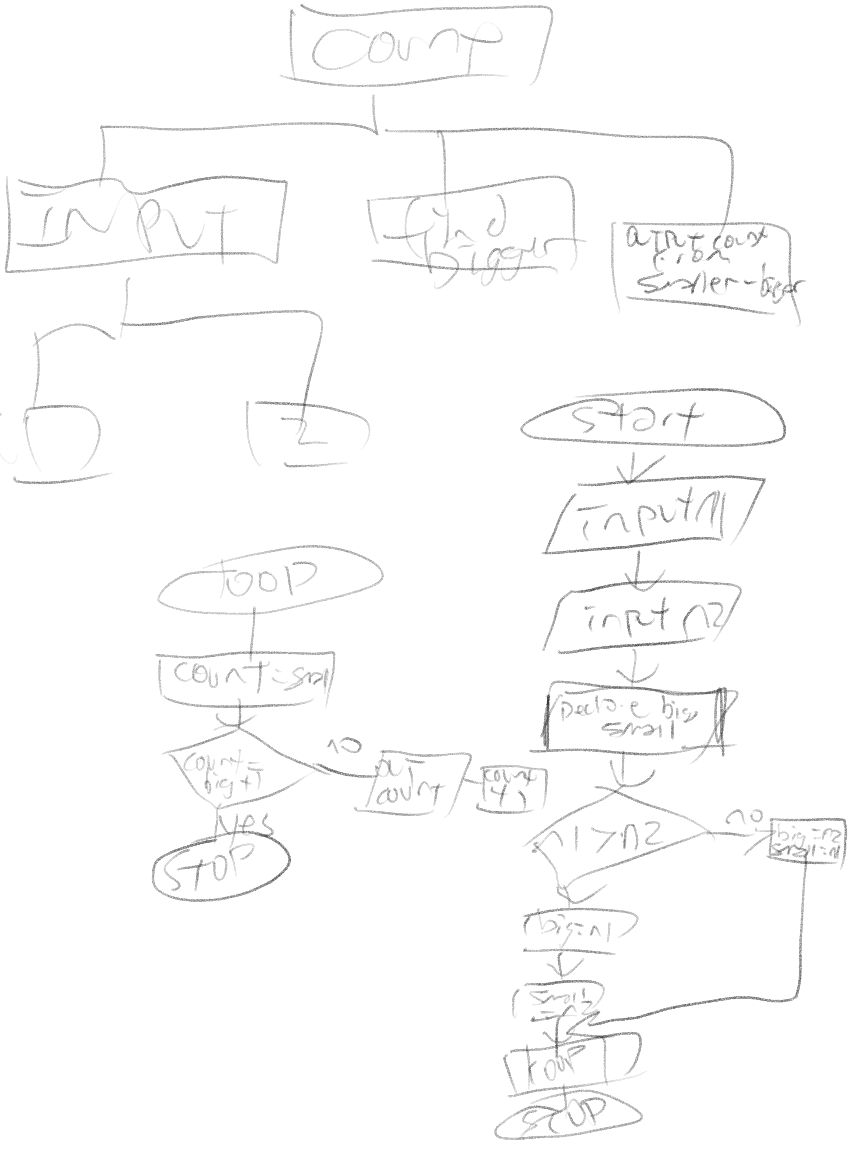 Count
INPUT
find
bigger
output count
from
smaller-bigger
2
start
input n1
input n2
Declare big,
small
n1>n2
no
big=n2
small=n1
big=n1
small
=n2
LOOP
STOP
LOOP
count=small
count=
big+1
no
out
count
count
+1
yes
STOP